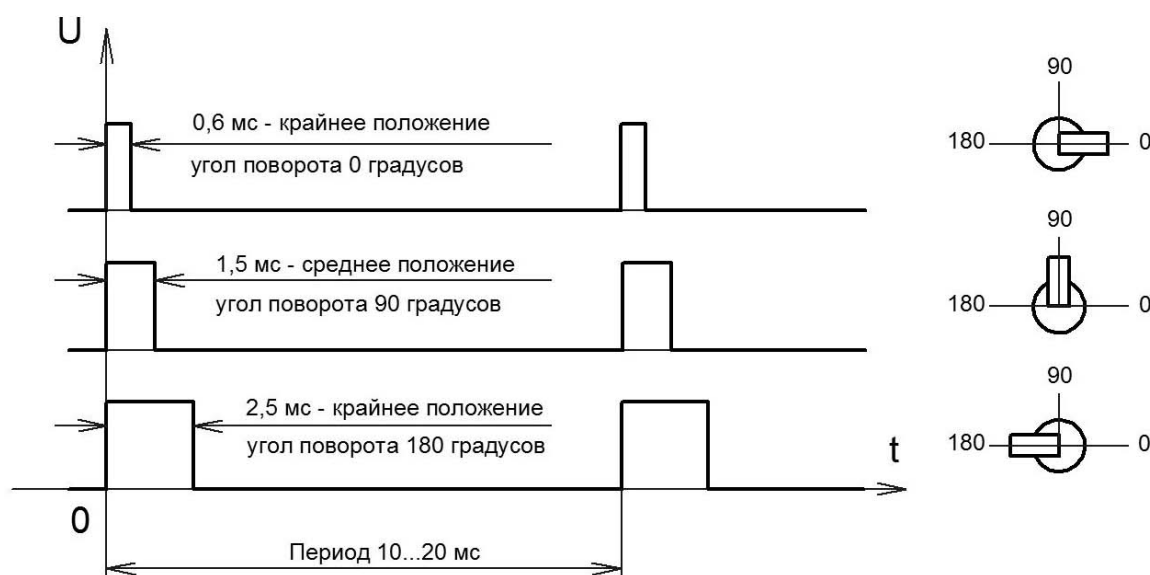 U
0,6 мс - крайнее положение
угол поворота 0 градусов
90
180
0
1,5 мс - среднее положение
угол поворота 90 градусов
90
180
0
2,5 мс - крайнее положение
угол поворота 180 градусов
90
180
0
t
0
Период 10...20 мс